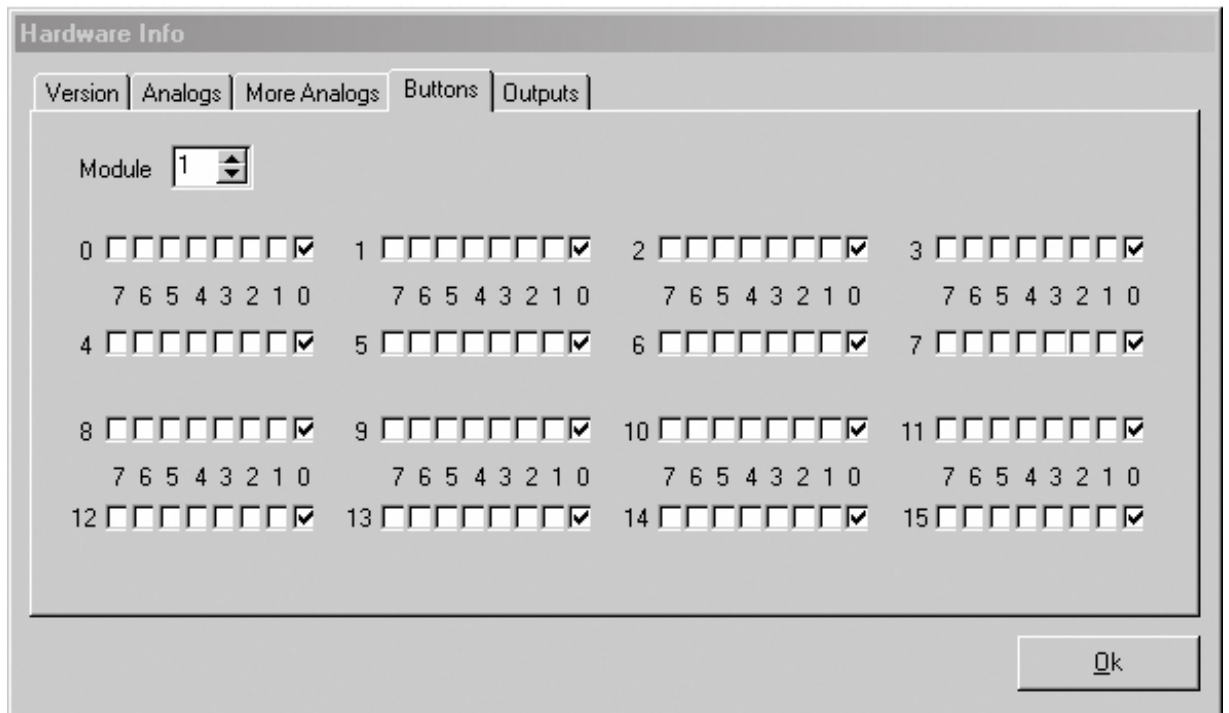 Hardware Info
Version Analogs More Analogs Buttons Outputs
Module 1
0 1 2 3
7 6 5 4 3 2 1 0 7 6 5 4 3 2 1 0 7 6 5 4 3 2 1 0 7 6 5 4 3 2 1 0
4 5 6 7
8 9 10 11
7 6 5 4 3 2 1 0 7 6 5 4 3 2 1 0 7 6 5 4 3 2 1 0 7 6 5 4 3 2 1 0
12 13 14 15
Ok